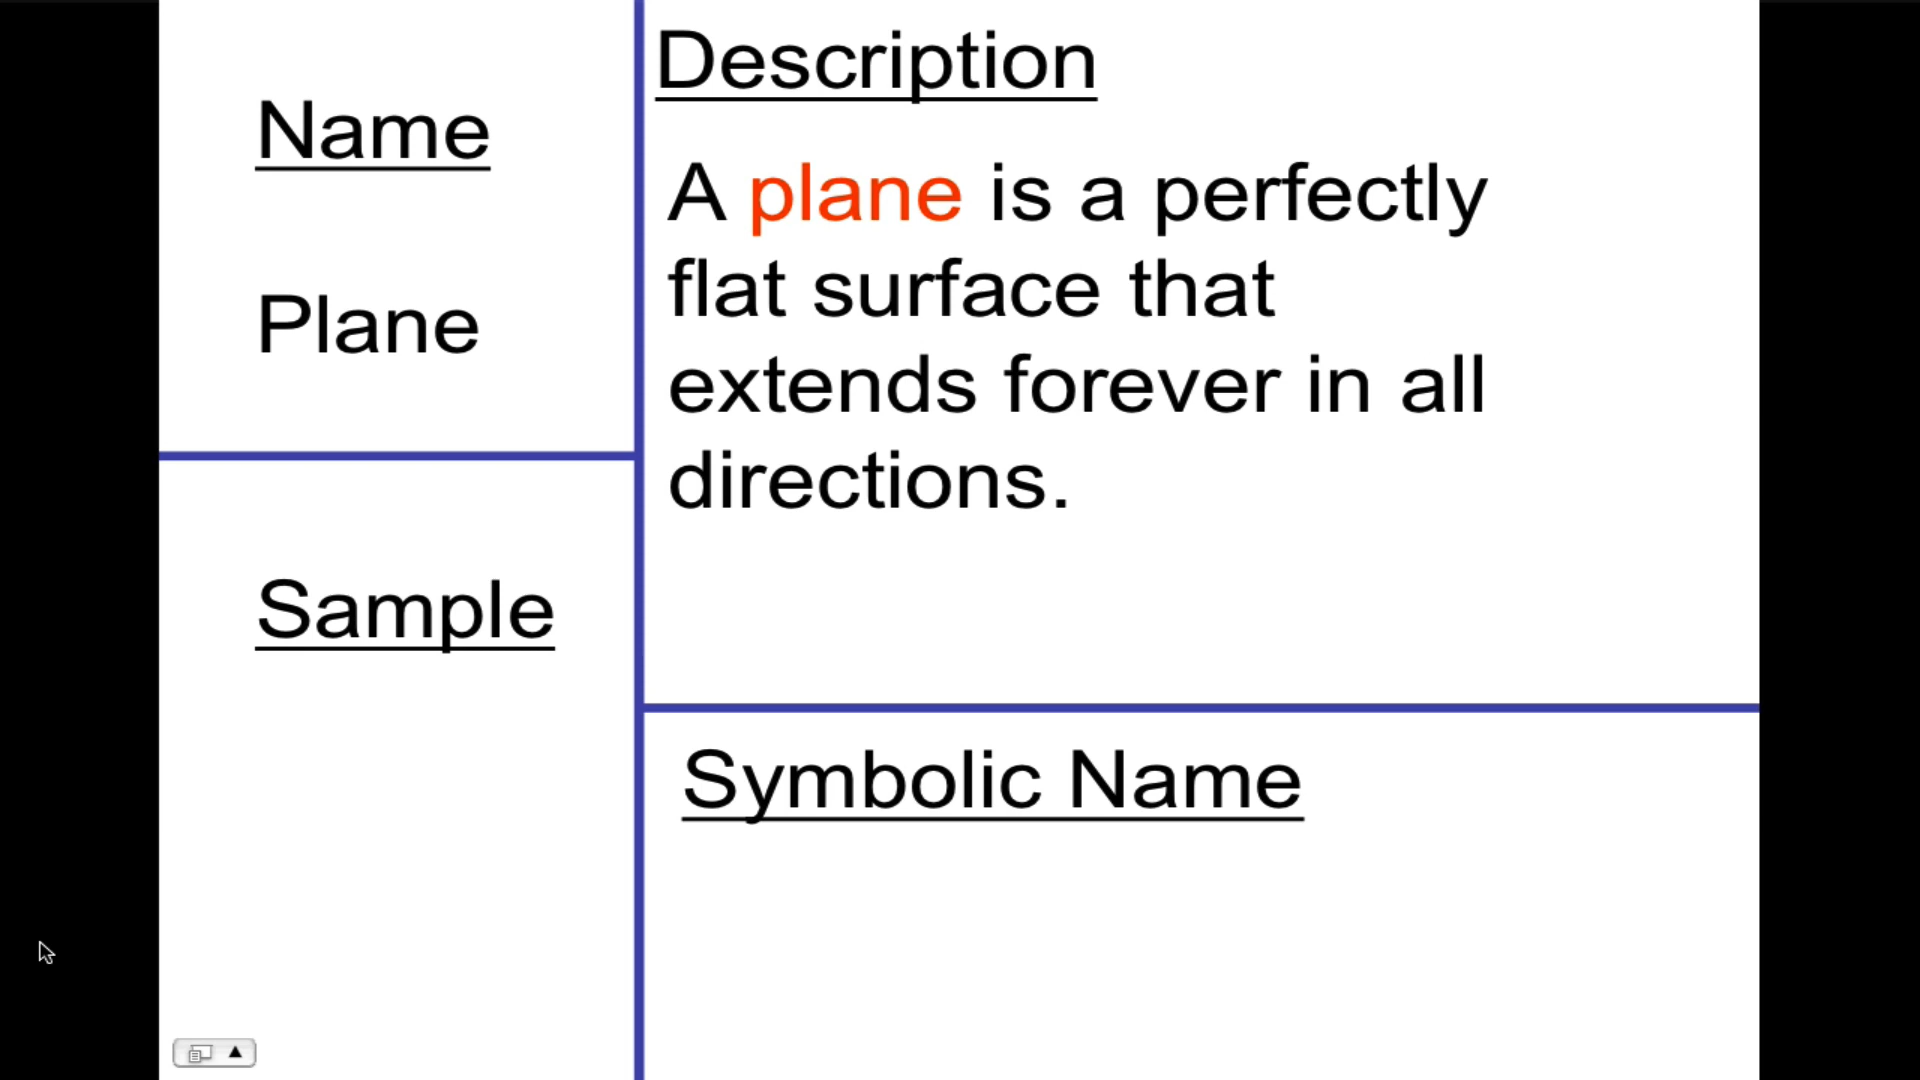 Name
Plane
Sample
Description
A plane is a perfectly
flat surface that
extends forever in all
directions.
Symbolic Name